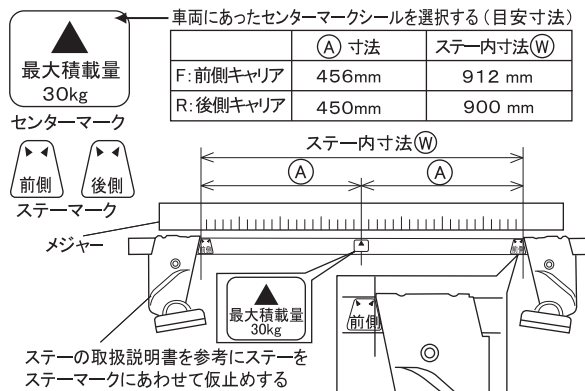 車両にあったセンターマークシールを選択する(目安寸法)
▲
最大積載量
30kg
センターマーク
Ⓐ 寸法 ステー内寸法Ⓦ
F:前側キャリア 456mm 912 mm
R:後側キャリア 450mm 900 mm
前側 後側
ステーマーク
ステー内寸法Ⓦ
Ⓐ Ⓐ
メジャー
前側 前側
▲
最大積載量
30kg
前側
ステーの取扱説明書を参考にステーを
ステーマークにあわせて仮止めする